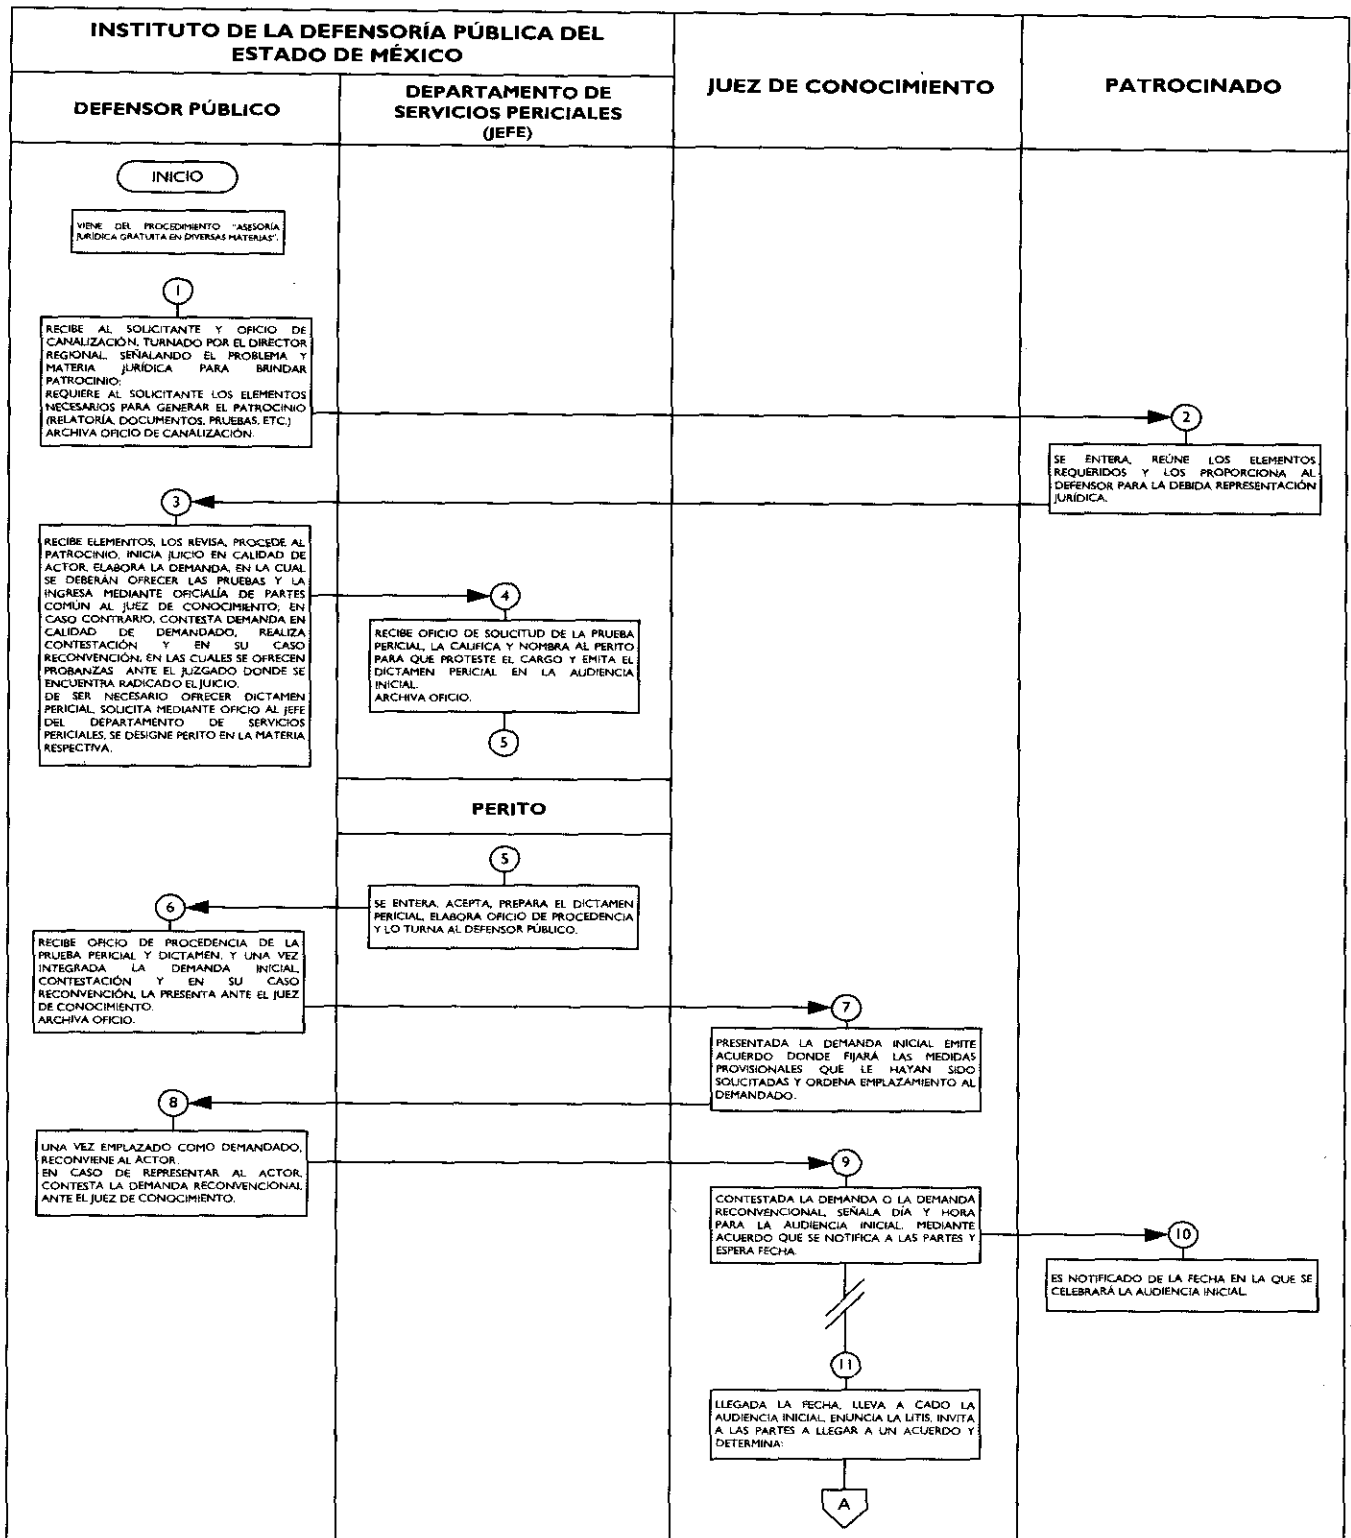 INSTITUTO DE LA DEFENSORÍA PÚBLICA DEL
ESTADO DE MÉXICO
JUEZ DE CONOCIMIENTO
PATROCINADO
DEFENSOR PÚBLICO
DEPARTAMENTO DE
SERVICIOS PERICIALES
(JEFE)
INICIO
VIENE DEL PROCEDIMIENTO "ASESORÍA
JURÍDICA GRATUITA EN DIVERSAS MATERIAS".
1
RECIBE AL SOLICITANTE Y OFICIO DE
CANALIZACIÓN, TURNADO POR EL DIRECTOR
REGIONAL, SEÑALANDO EL PROBLEMA Y
MATERIA JURÍDICA PARA BRINDAR
PATROCINIO;
REQUIERE AL SOLICITANTE LOS ELEMENTOS
NECESARIOS PARA GENERAR EL PATROCINIO
(RELATORÍA, DOCUMENTOS, PRUEBAS, ETC.)
ARCHIVA OFICIO DE CANALIZACIÓN.
2
SE ENTERA, REÚNE LOS ELEMENTOS
REQUERIDOS Y LOS PROPORCIONA AL
DEFENSOR PARA LA DEBIDA REPRESENTACIÓN
JURÍDICA.
3
RECIBE ELEMENTOS, LOS REVISA, PROCEDE AL
PATROCINIO, INICIA JUICIO EN CALIDAD DE
ACTOR, ELABORA LA DEMANDA, EN LA CUAL
SE DEBERÁN OFRECER LAS PRUEBAS Y LA
INGRESA MEDIANTE OFICIALÍA DE PARTES
COMÚN AL JUEZ DE CONOCIMIENTO; EN
CASO CONTRARIO, CONTESTA DEMANDA EN
CALIDAD DE DEMANDADO, REALIZA
CONTESTACIÓN Y EN SU CASO
RECONVENCIÓN, EN LAS CUALES SE OFRECEN
PROBANZAS ANTE EL JUZGADO DONDE SE
ENCUENTRA RADICADO EL JUICIO.
DE SER NECESARIO OFRECER DICTAMEN
PERICIAL, SOLICITA MEDIANTE OFICIO AL JEFE
DEL DEPARTAMENTO DE SERVICIOS
PERICIALES, SE DESIGNE PERITO EN LA MATERIA
RESPECTIVA.
4
RECIBE OFICIO DE SOLICITUD DE LA PRUEBA
PERICIAL, LA CALIFICA Y NOMBRA AL PERITO
PARA QUE PROTESTE EL CARGO Y EMITA EL
DICTAMEN PERICIAL EN LA AUDIENCIA
INICIAL.
ARCHIVA OFICIO.
5
PERITO
5
SE ENTERA, ACEPTA, PREPARA EL DICTAMEN
PERICIAL, ELABORA OFICIO DE PROCEDENCIA
Y LO TURNA AL DEFENSOR PÚBLICO.
6
RECIBE OFICIO DE PROCEDENCIA DE LA
PRUEBA PERICIAL Y DICTAMEN, Y UNA VEZ
INTEGRADA LA DEMANDA INICIAL,
CONTESTACIÓN Y EN SU CASO
RECONVENCIÓN, LA PRESENTA ANTE EL JUEZ
DE CONOCIMIENTO.
ARCHIVA OFICIO.
7
PRESENTADA LA DEMANDA INICIAL EMITE
ACUERDO DONDE FIJARÁ LAS MEDIDAS
PROVISIONALES QUE LE HAYAN SIDO
SOLICITADAS Y ORDENA EMPLAZAMIENTO AL
DEMANDADO.
8
UNA VEZ EMPLAZADO COMO DEMANDADO,
RECONVIENE AL ACTOR.
EN CASO DE REPRESENTAR AL ACTOR,
CONTESTA LA DEMANDA RECONVENCIONAL
ANTE EL JUEZ DE CONOCIMIENTO.
9
CONTESTADA LA DEMANDA O LA DEMANDA
RECONVENCIONAL, SEÑALA DÍA Y HORA
PARA LA AUDIENCIA INICIAL, MEDIANTE
ACUERDO QUE SE NOTIFICA A LAS PARTES Y
ESPERA FECHA.
10
ES NOTIFICADO DE LA FECHA EN LA QUE SE
CELEBRARÁ LA AUDIENCIA INICIAL.
11
LLEGADA LA FECHA, LLEVA A CADO LA
AUDIENCIA INICIAL, ENUNCIA LA LITIS, INVITA
A LAS PARTES A LLEGAR A UN ACUERDO Y
DETERMINA:
A